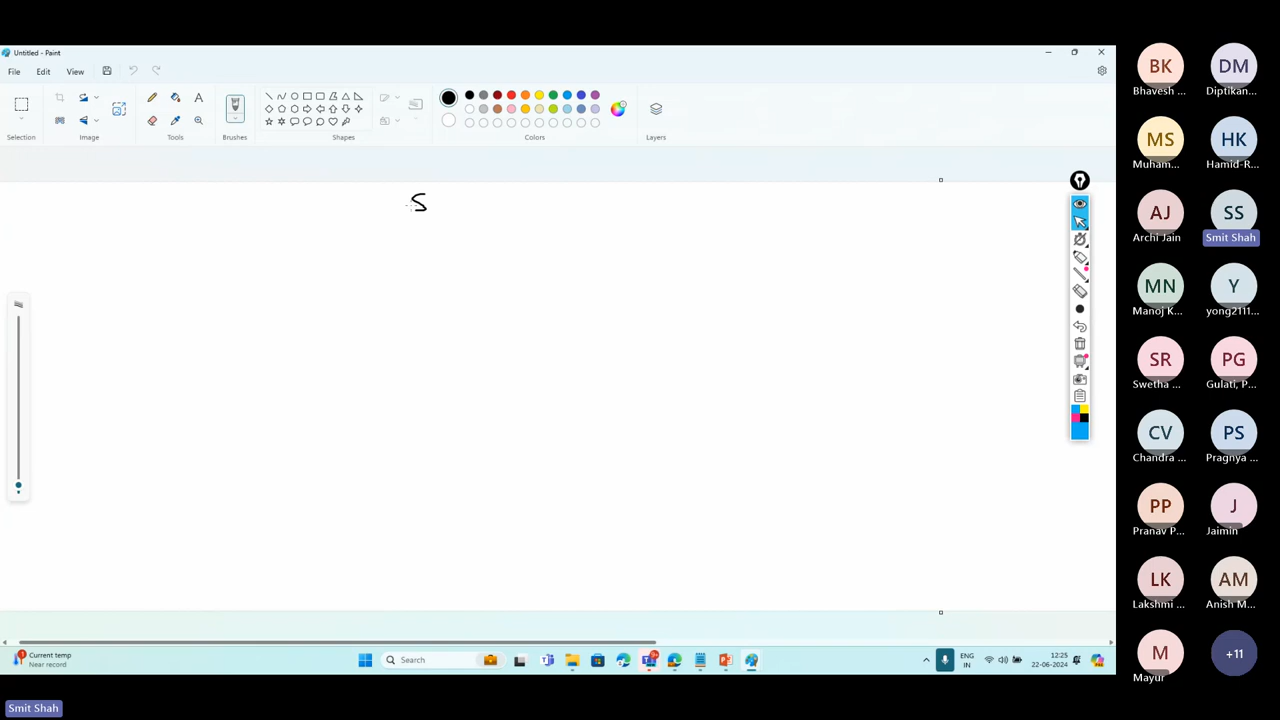 Untitled - Paint
File Edit View
Selection Image Tools Brushes Shapes Colors Layers
S
BK DM
Bhavesh ... Diptikan...
MS HK
Muham... Hamid-R...
AJ SS
Archi Jain Smit Shah
MN Y
Manoj K... yong2111...
SR PG
Swetha ... Gulati, P...
CV PS
Chandra ... Pragnya ...
PP J
Pranav P... Jaimin
LK AM
Lakshmi ... Anish M...
M +11
Mayur
Current temp
Near record
Search
ENG
IN
12:25
22-06-2024
Smit Shah